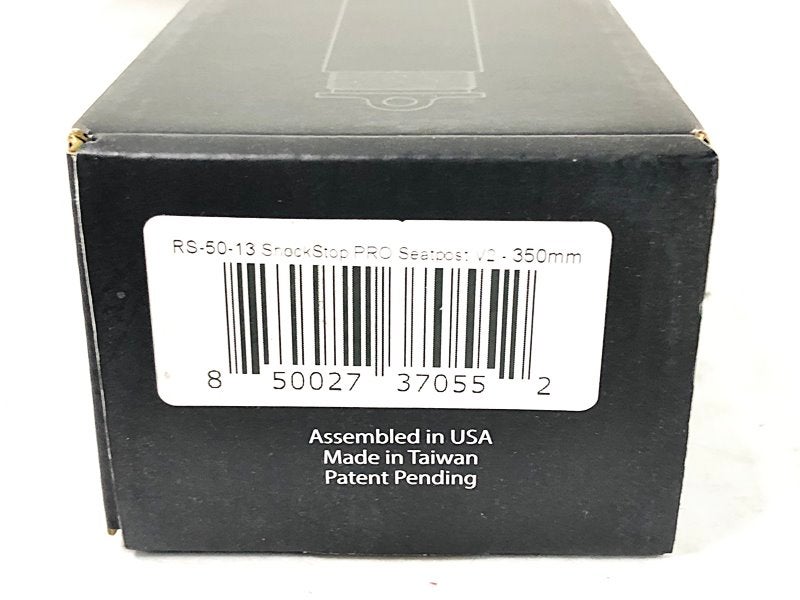 RS-50-13 ShockStop PRO Seatpost V2 - 350mm
8 50027 37055 2
Assembled in USA
Made in Taiwan
Patent Pending